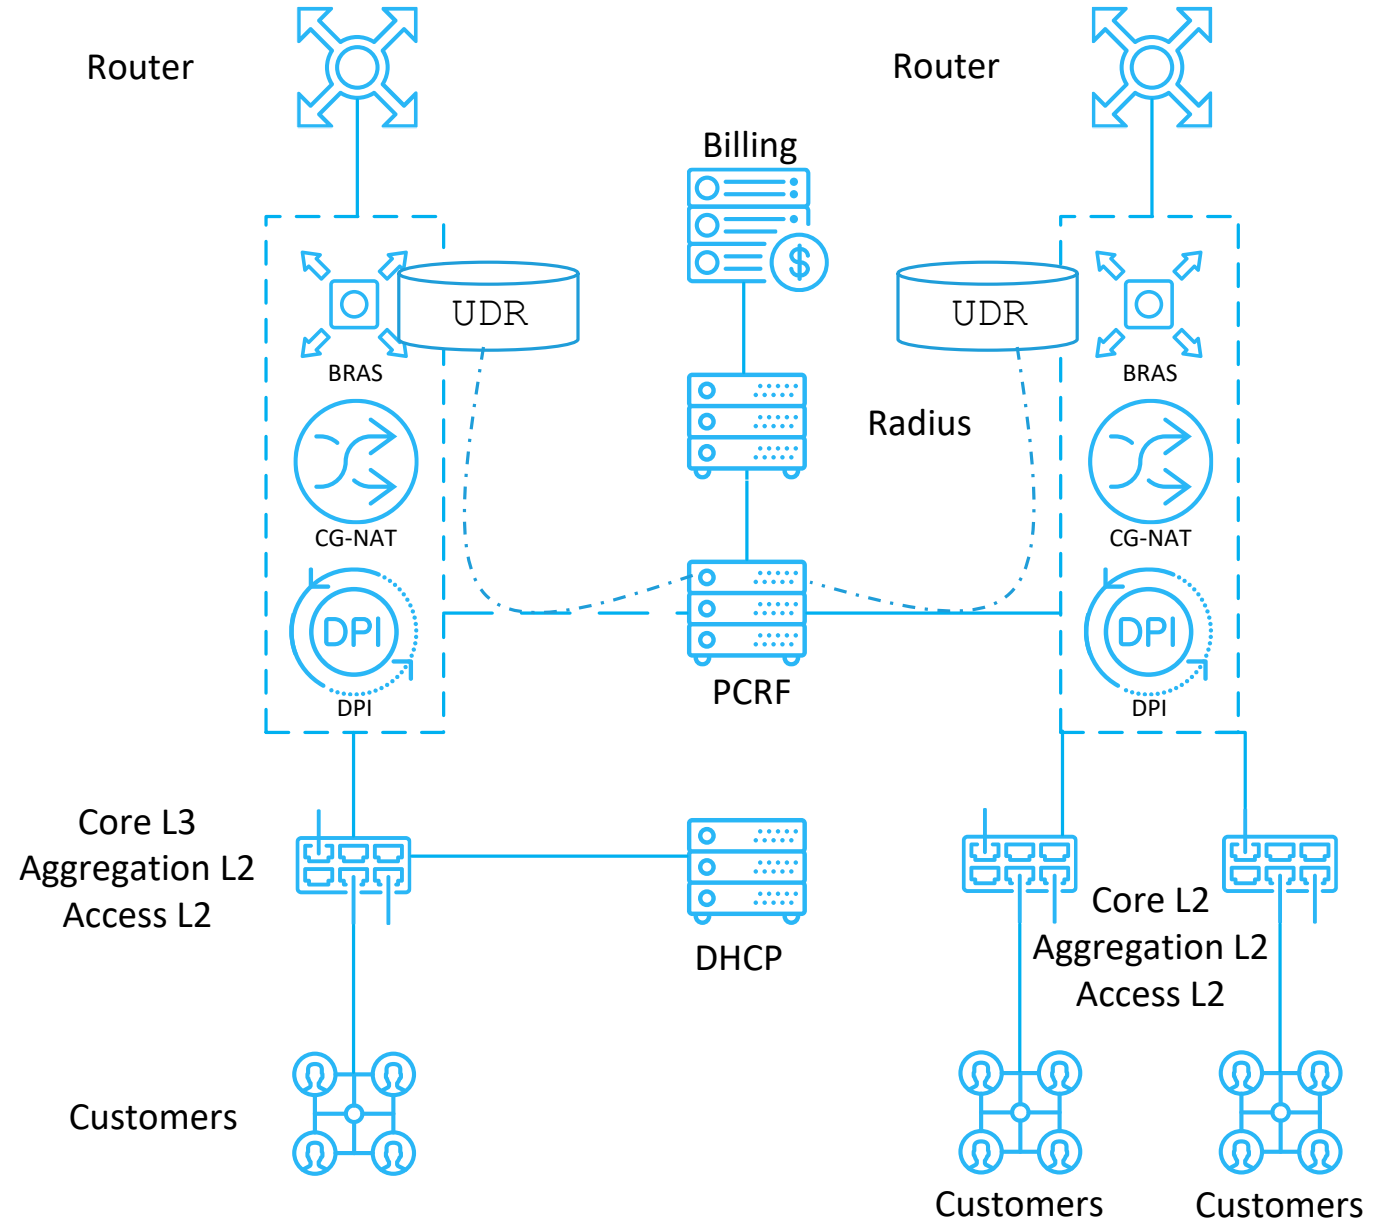 Router
Router
Billing
$
UDR
UDR
BRAS
BRAS
Radius
CG-NAT
CG-NAT
DPI
DPI
DPI
DPI
PCRF
Core L3
Aggregation L2
Access L2
Core L2
Aggregation L2
Access L2
DHCP
Customers
Customers
Customers